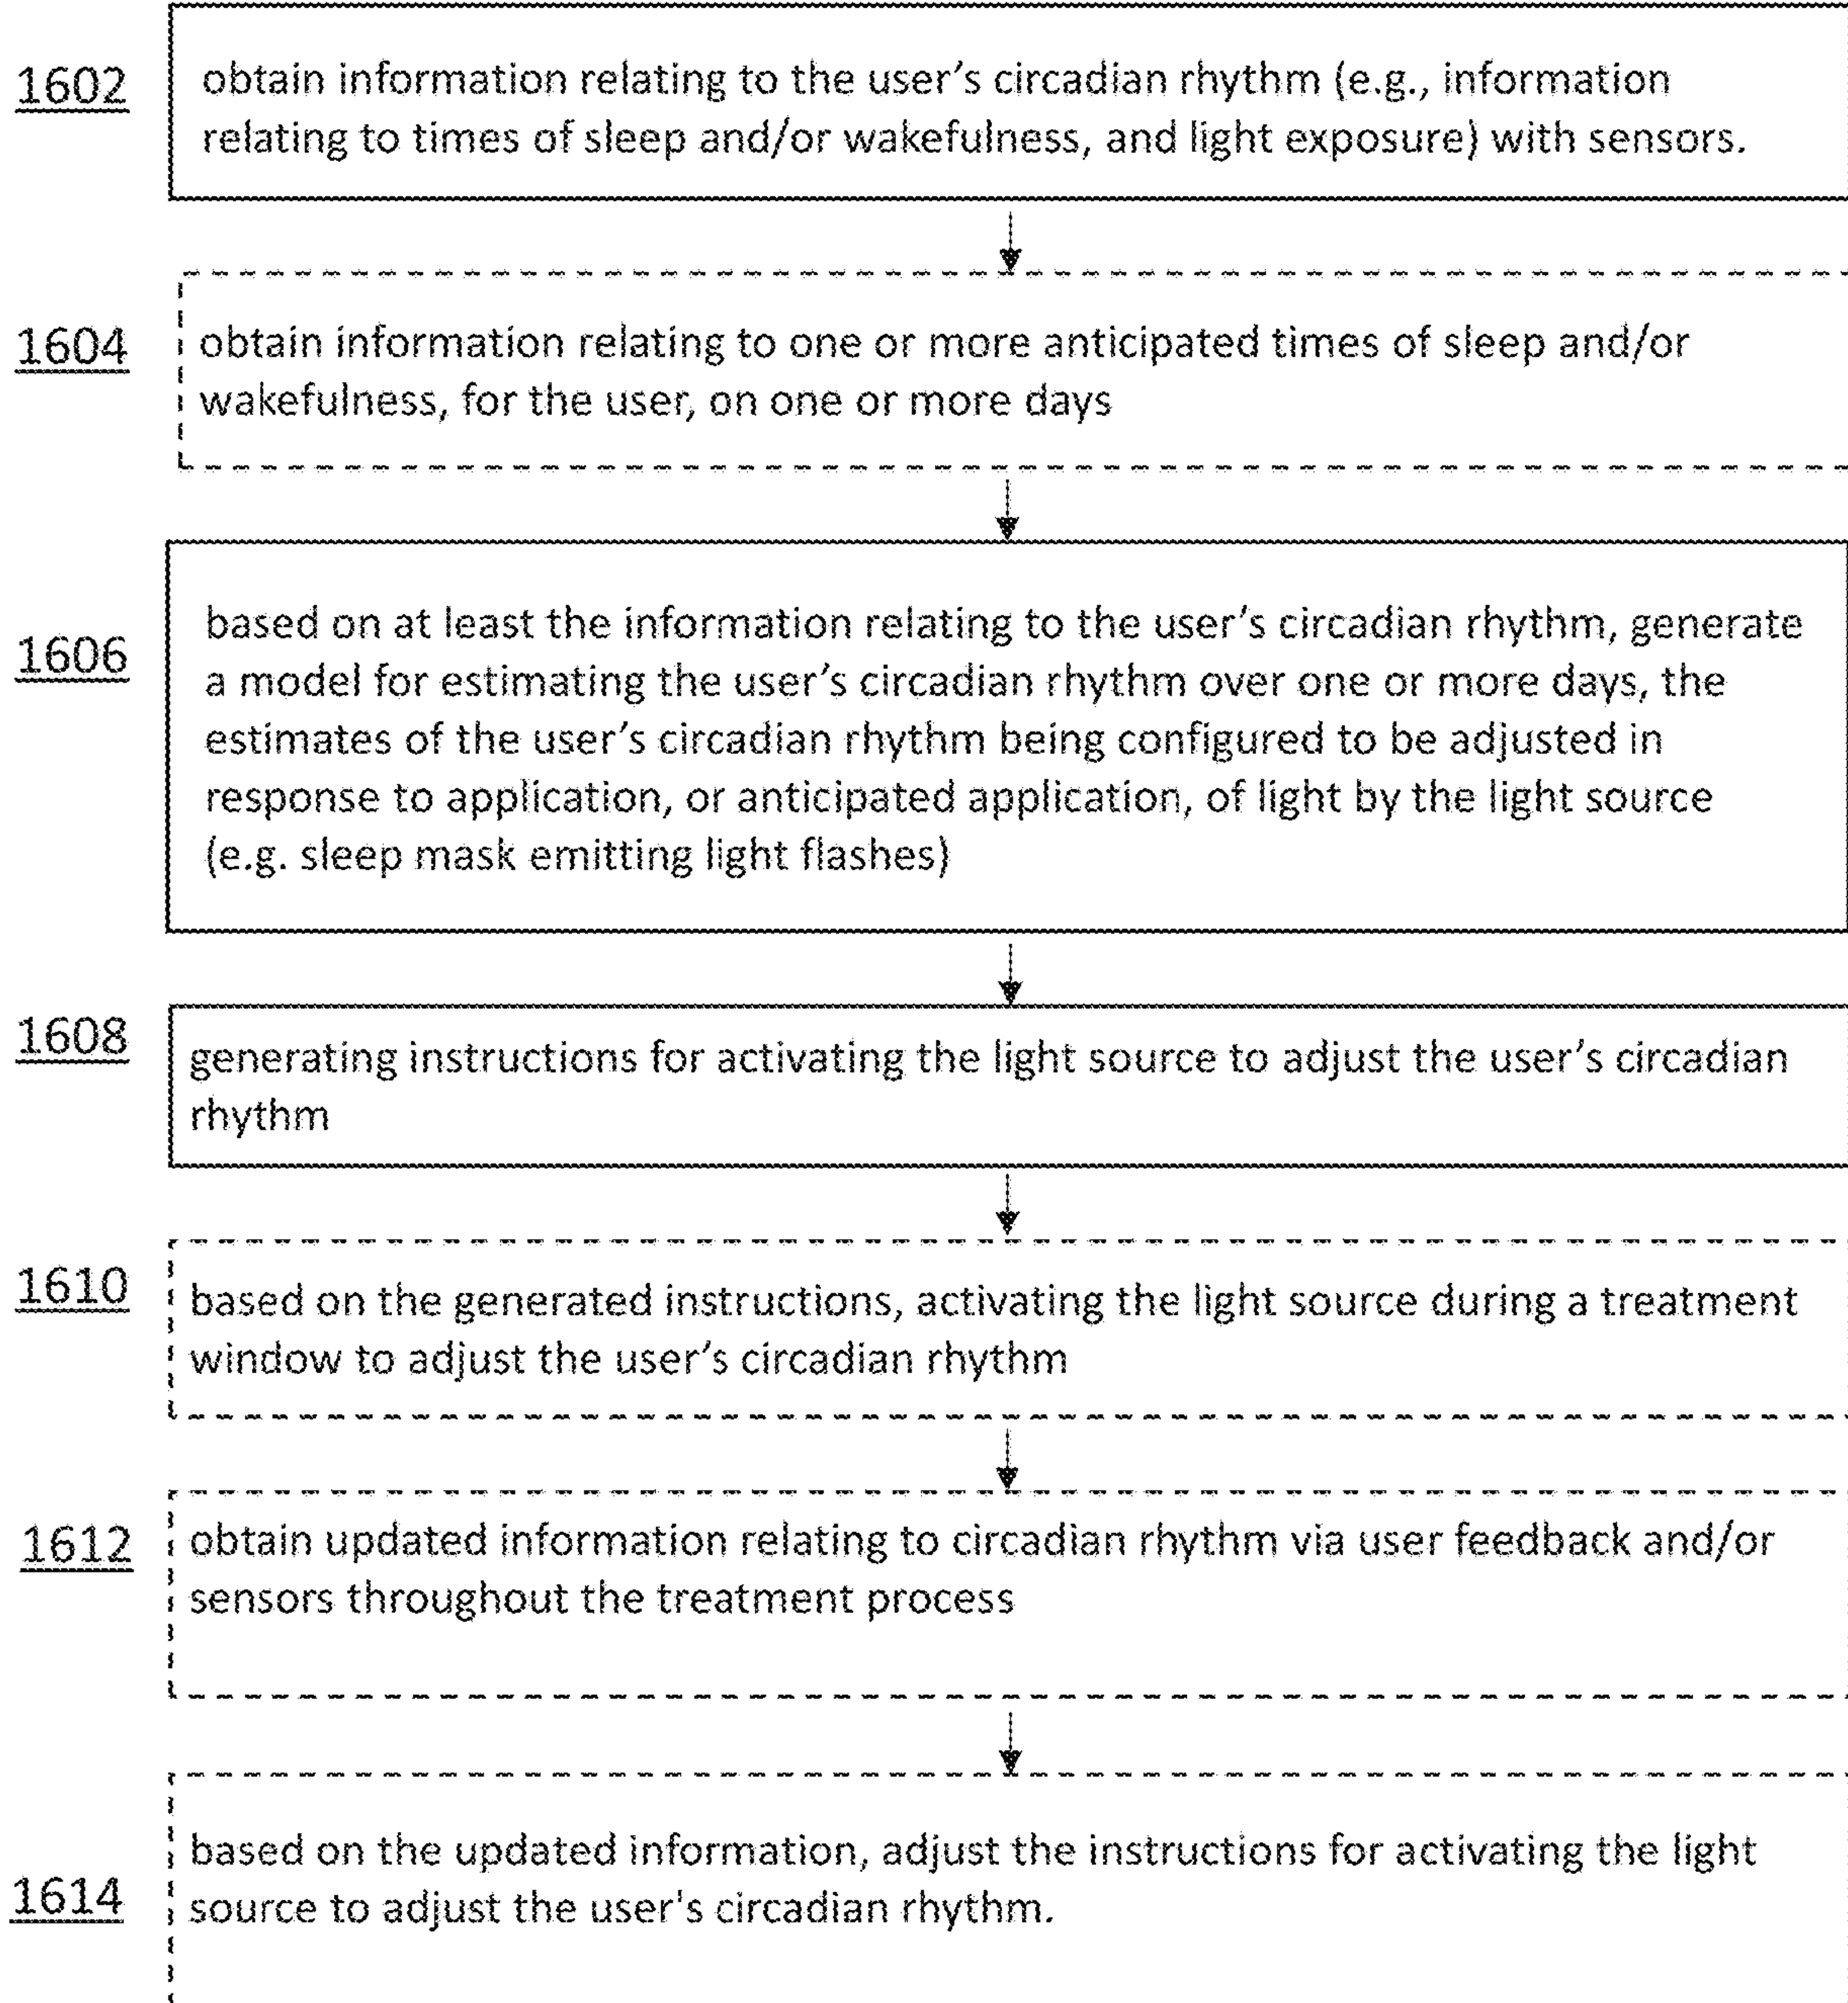 1602
obtain information relating to the user's circadian rhythm (e.g., information
relating to times of sleep and/or wakefulness, and light exposure) with sensors.
1604
obtain information relating to one or more anticipated times of sleep and/or
wakefulness, for the user, on one or more days
1606
based on at least the information relating to the user's circadian rhythm, generate
a model for estimating the user's circadian rhythm over one or more days, the
estimates of the user's circadian rhythm being configured to be adjusted in
response to application, or anticipated application, of light by the light source
(e.g. sleep mask emitting light flashes)
1608
generating instructions for activating the light source to adjust the user's circadian
rhythm
1610
based on the generated instructions, activating the light source during a treatment
window to adjust the user's circadian rhythm
1612
obtain updated information relating to circadian rhythm via user feedback and/or
sensors throughout the treatment process
1614
based on the updated information, adjust the instructions for activating the light
source to adjust the user's circadian rhythm.